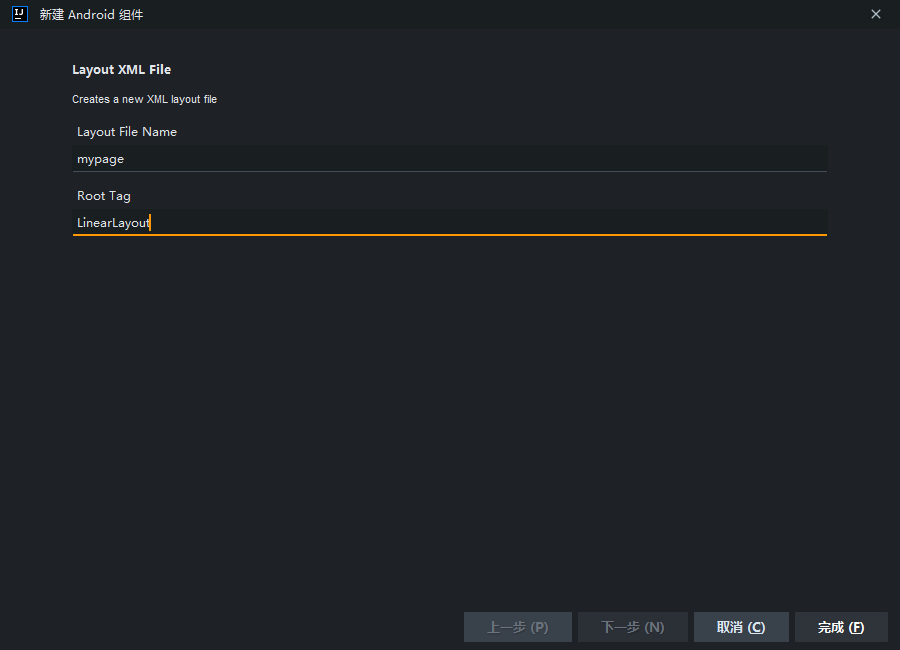 IJ
新建 Android 组件
Layout XML File
Creates a new XML layout file
Layout File Name
mypage
Root Tag
LinearLayout
上一步 (P) 下一步 (N) 取消 (C) 完成 (F)